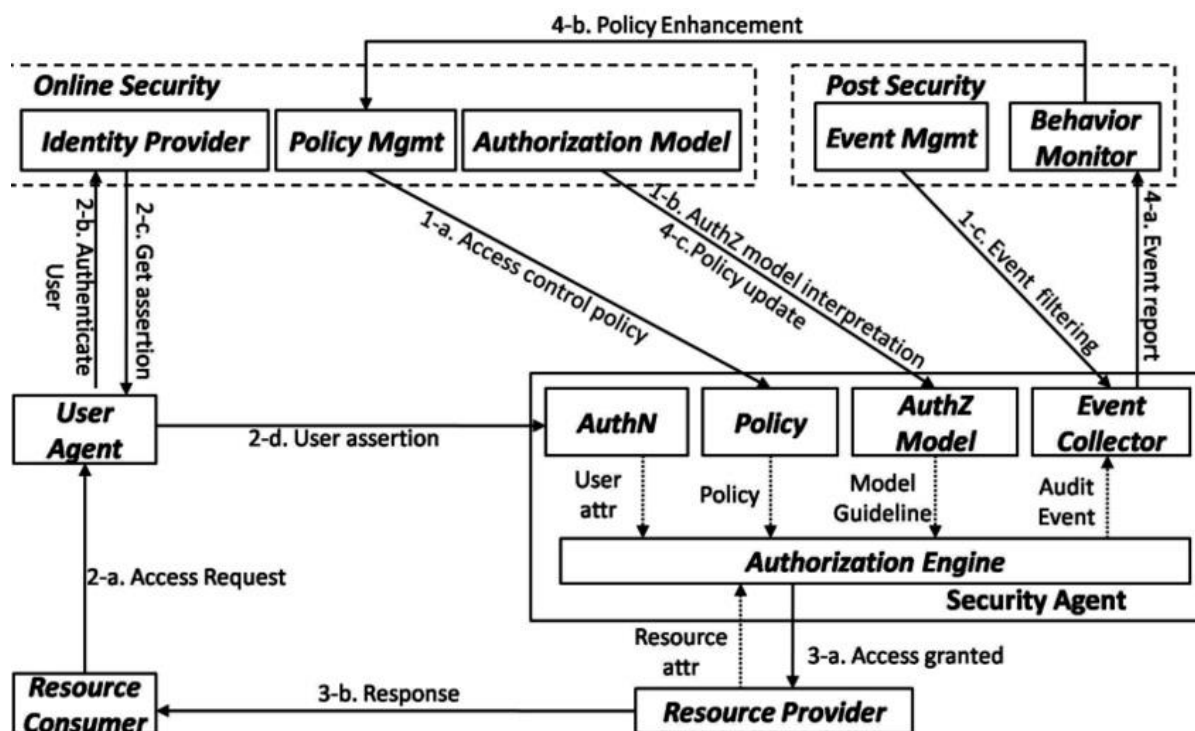 4-b. Policy Enhancement
Online Security
Post Security
Identity Provider
Policy Mgmt
Authorization Model
Event Mgmt
Behavior
Monitor
2-b. Authenticate
User
2-c. Get assertion
1-a. Access control policy
1-b. AuthZ model interpretation
4-c.Policy update
1-c. Event filtering
4-a. Event report
User
Agent
2-d. User assertion
AuthN
Policy
AuthZ
Model
Event
Collector
User
attr
Policy
Model
Guideline
Audit
Event
Authorization Engine
Security Agent
2-a. Access Request
Resource
attr
3-a. Access granted
Resource
Consumer
3-b. Response
Resource Provider